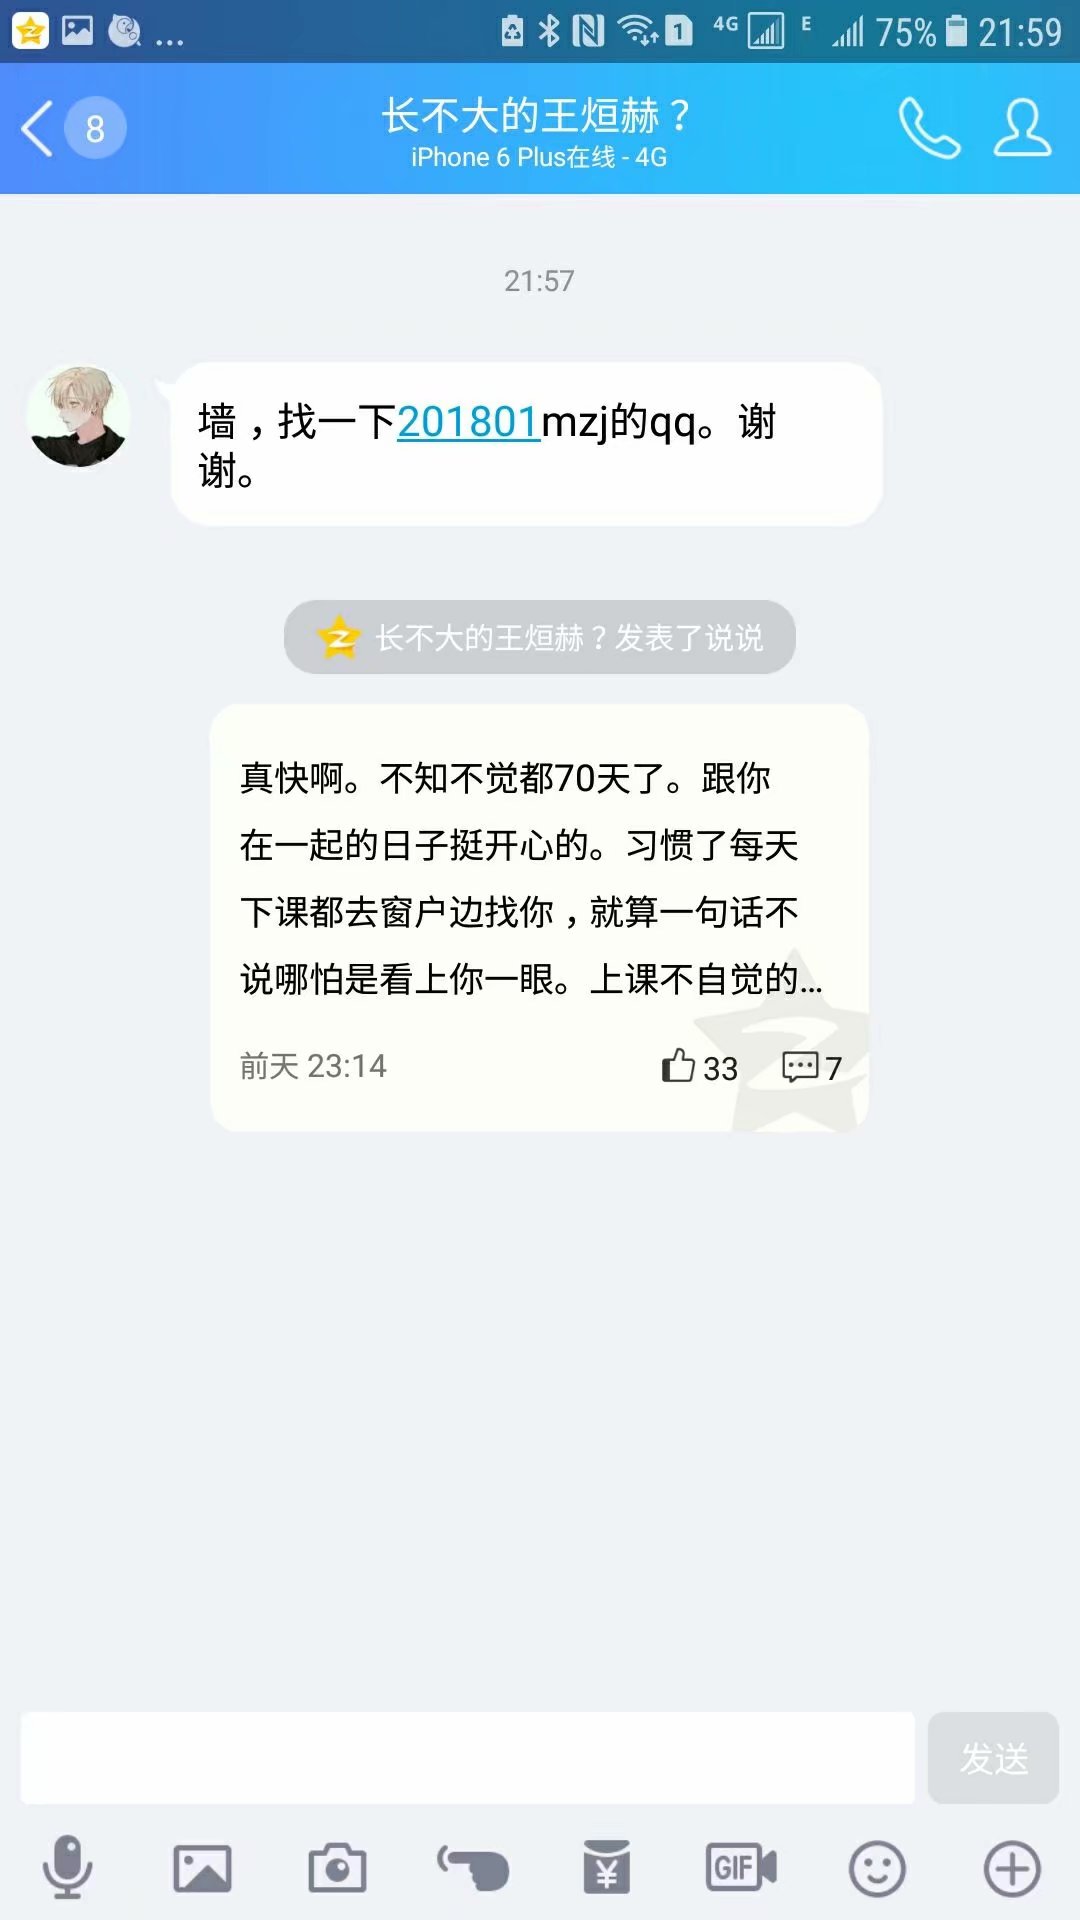 4G E 75% 21:59
8
长不大的王烜赫？
iPhone 6 Plus在线 - 4G
21:57
墙，找一下201801mzj的qq。谢
谢。
长不大的王烜赫？发表了说说
真快啊。不知不觉都70天了。跟你
在一起的日子挺开心的。习惯了每天
下课都去窗户边找你，就算一句话不
说哪怕是看上你一眼。上课不自觉的...
前天 23:14
33
7
发送
GIF